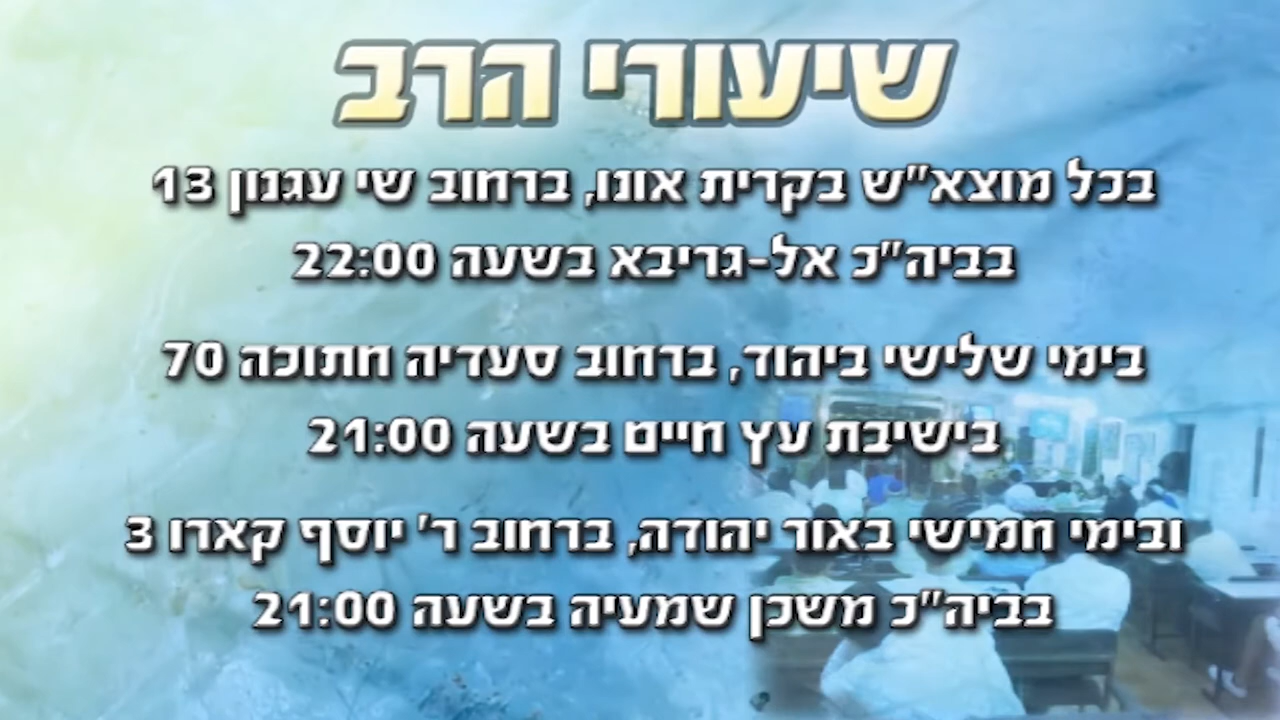 שיעורי הרב
בכל מוצא"ש בקרית אונו, ברחוב שי עגנון 13
בביה"כ אל-גריבא בשעה 22:00
בימי שלישי ביהוד, ברחוב סעדיה חתוכה 70
בישיבת עץ חיים בשעה 21:00
ובימי חמישי באור יהודה, ברחוב ר' יוסף קארו 3
בביה"כ משכן שמעיה בשעה 21:00